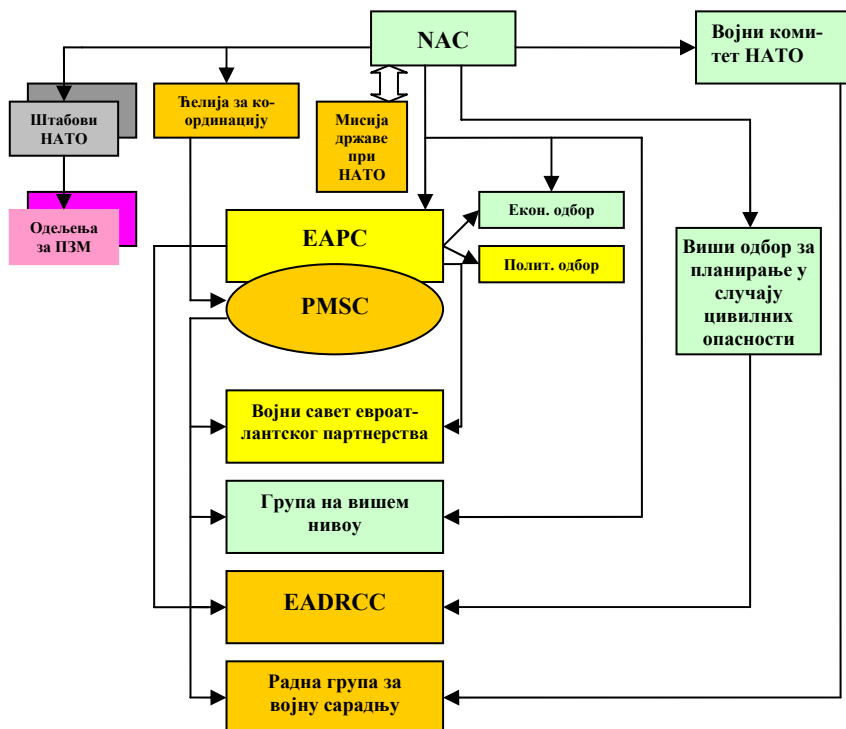 NAC
Војни коми-
тет НАТО
Штабови
НАТО
Ћелија за ко-
ординацију
Мисија
државе
при
НАТО
Одељења
за ПЗМ
EAPC
Екон. одбор
Полит. одбор
Виши одбор за
планирање у
случају
цивилних
опасности
PMSC
Војни савет евроат-
лантског партнерства
Група на вишем
нивоу
EADRCC
Радна група за
војну сарадњу